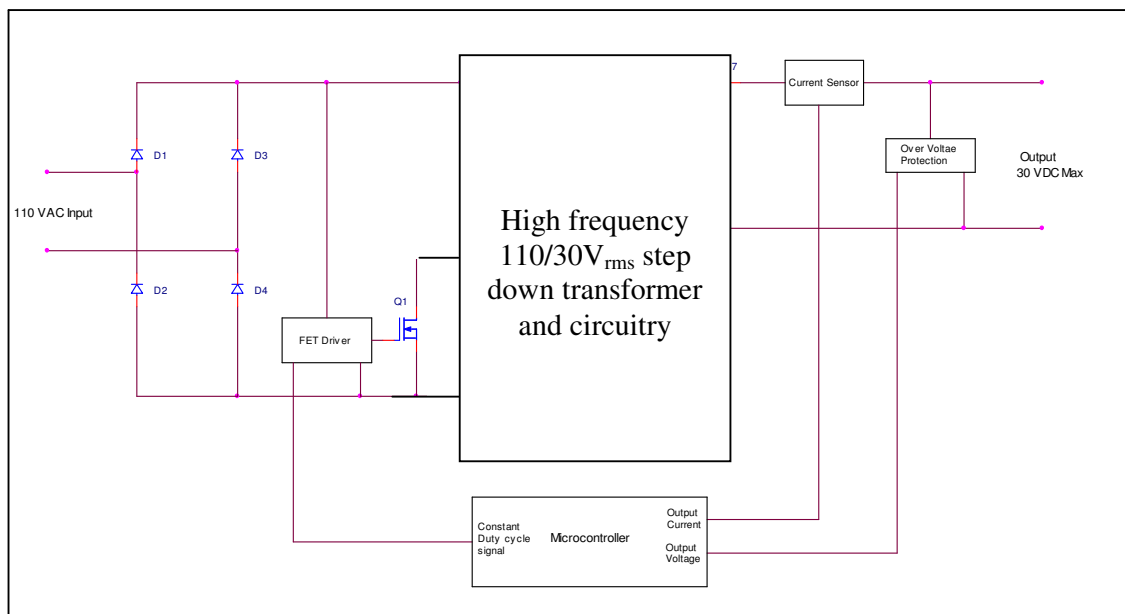 7
Current Sensor
D1
D3
Over Voltae
Protection
Output
30 VDC Max
110 VAC Input
High frequency
110/30Vrms step
down transformer
and circuitry
D2
D4
Q1
FET Driver
Constant
Duty cycle
signal
Microcontroller
Output
Current
Output
Voltage